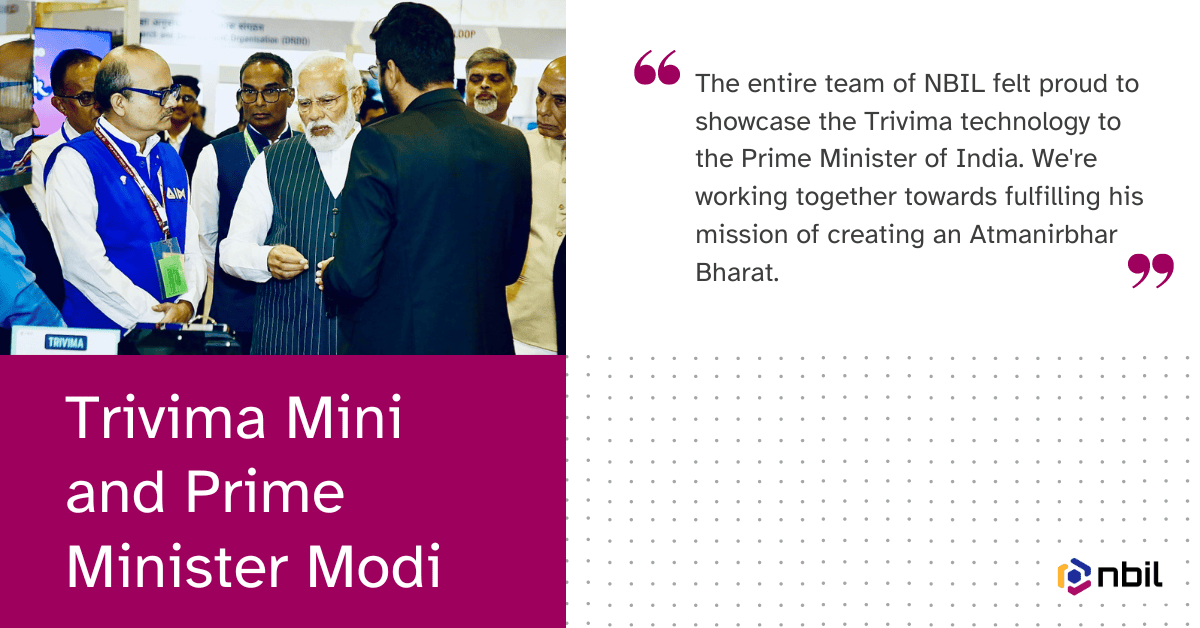 (DRDO)
TRIVIMA
Trivima Mini
and Prime
Minister Modi
“
The entire team of NBIL felt proud to
showcase the Trivima technology to
the Prime Minister of India. We're
working together towards fulfilling his
mission of creating an Atmanirbhar
Bharat.
”
nbil